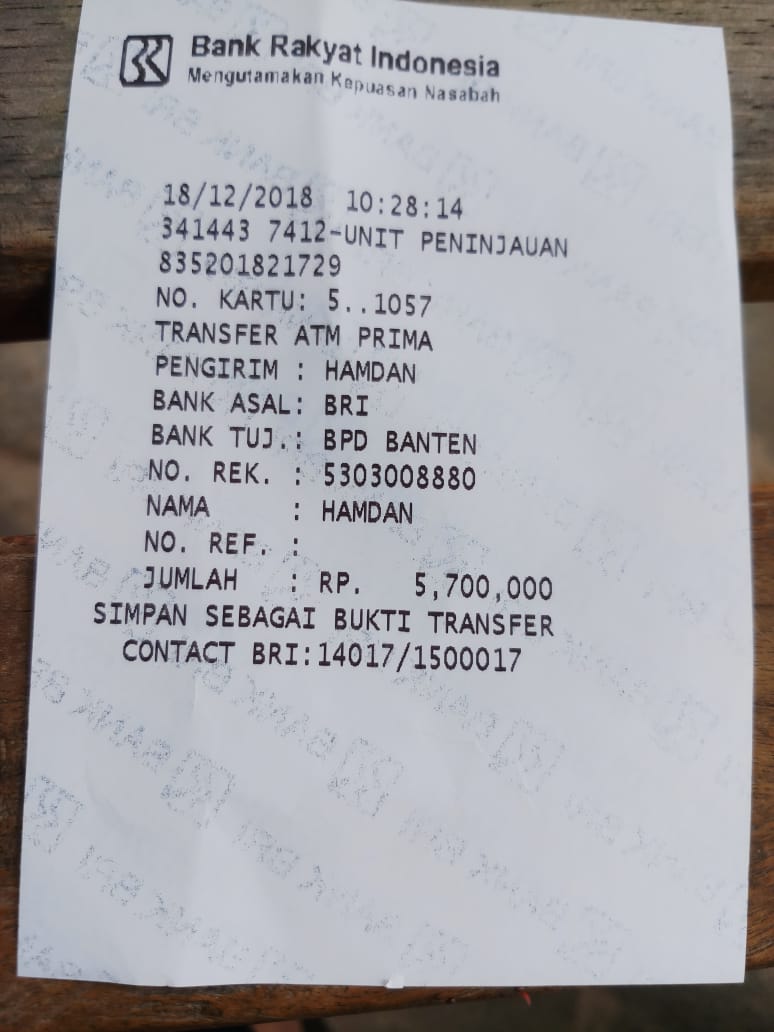 Bank Rakyat Indonesia
Mengutamakan Kepuasan Nasabah
18/12/2018 10:28:14
341443 7412-UNIT PENINJAUAN
835201821729
NO. KARTU: 5..1057
TRANSFER ATM PRIMA
PENGIRIM : HAMDAN
BANK ASAL: BRI
BANK TUJ.: BPD BANTEN
NO. REK. : 5303008880
NAMA : HAMDAN
NO. REF. :
JUMLAH : RP. 5,700,000
SIMPAN SEBAGAI BUKTI TRANSFER
CONTACT BRI:14017/1500017